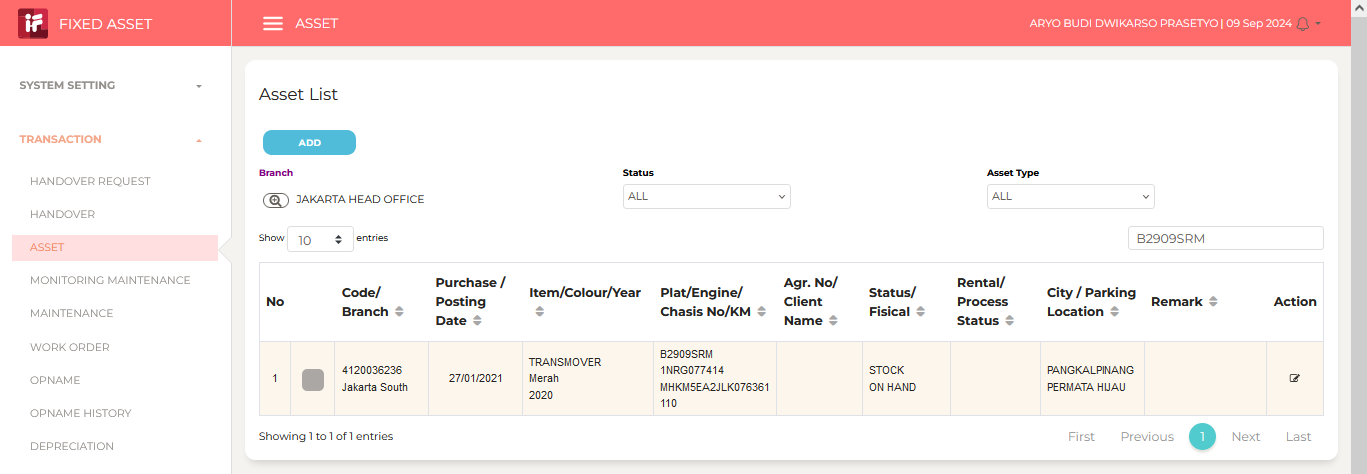 iF FIXED ASSET
ASSET
ARYO BUDI DWIKARSO PRASETYO | 09 Sep 2024
SYSTEM SETTING
TRANSACTION
HANDOVER REQUEST
HANDOVER
ASSET
MONITORING MAINTENANCE
MAINTENANCE
WORK ORDER
OPNAME
OPNAME HISTORY
DEPRECIATION
Asset List
ADD
Branch
JAKARTA HEAD OFFICE
Status
ALL
Asset Type
ALL
Show 10 entries
B2909SRM
No
Code/
Branch
Purchase /
Posting
Date
Item/Colour/Year
Plat/Engine/
Chasis No/KM
Agr. No/
Client
Name
Status/
Fisical
Rental/
Process
Status
City / Parking
Location
Remark
Action
1
4120036236
Jakarta South
27/01/2021
TRANSMOVER
Merah
2020
B2909SRM
1NRG077414
MHKM5EA2JLK076361
110
STOCK
ON HAND
PANGKALPINANG
PERMATA HIJAU
Showing 1 to 1 of 1 entries
First Previous 1 Next Last